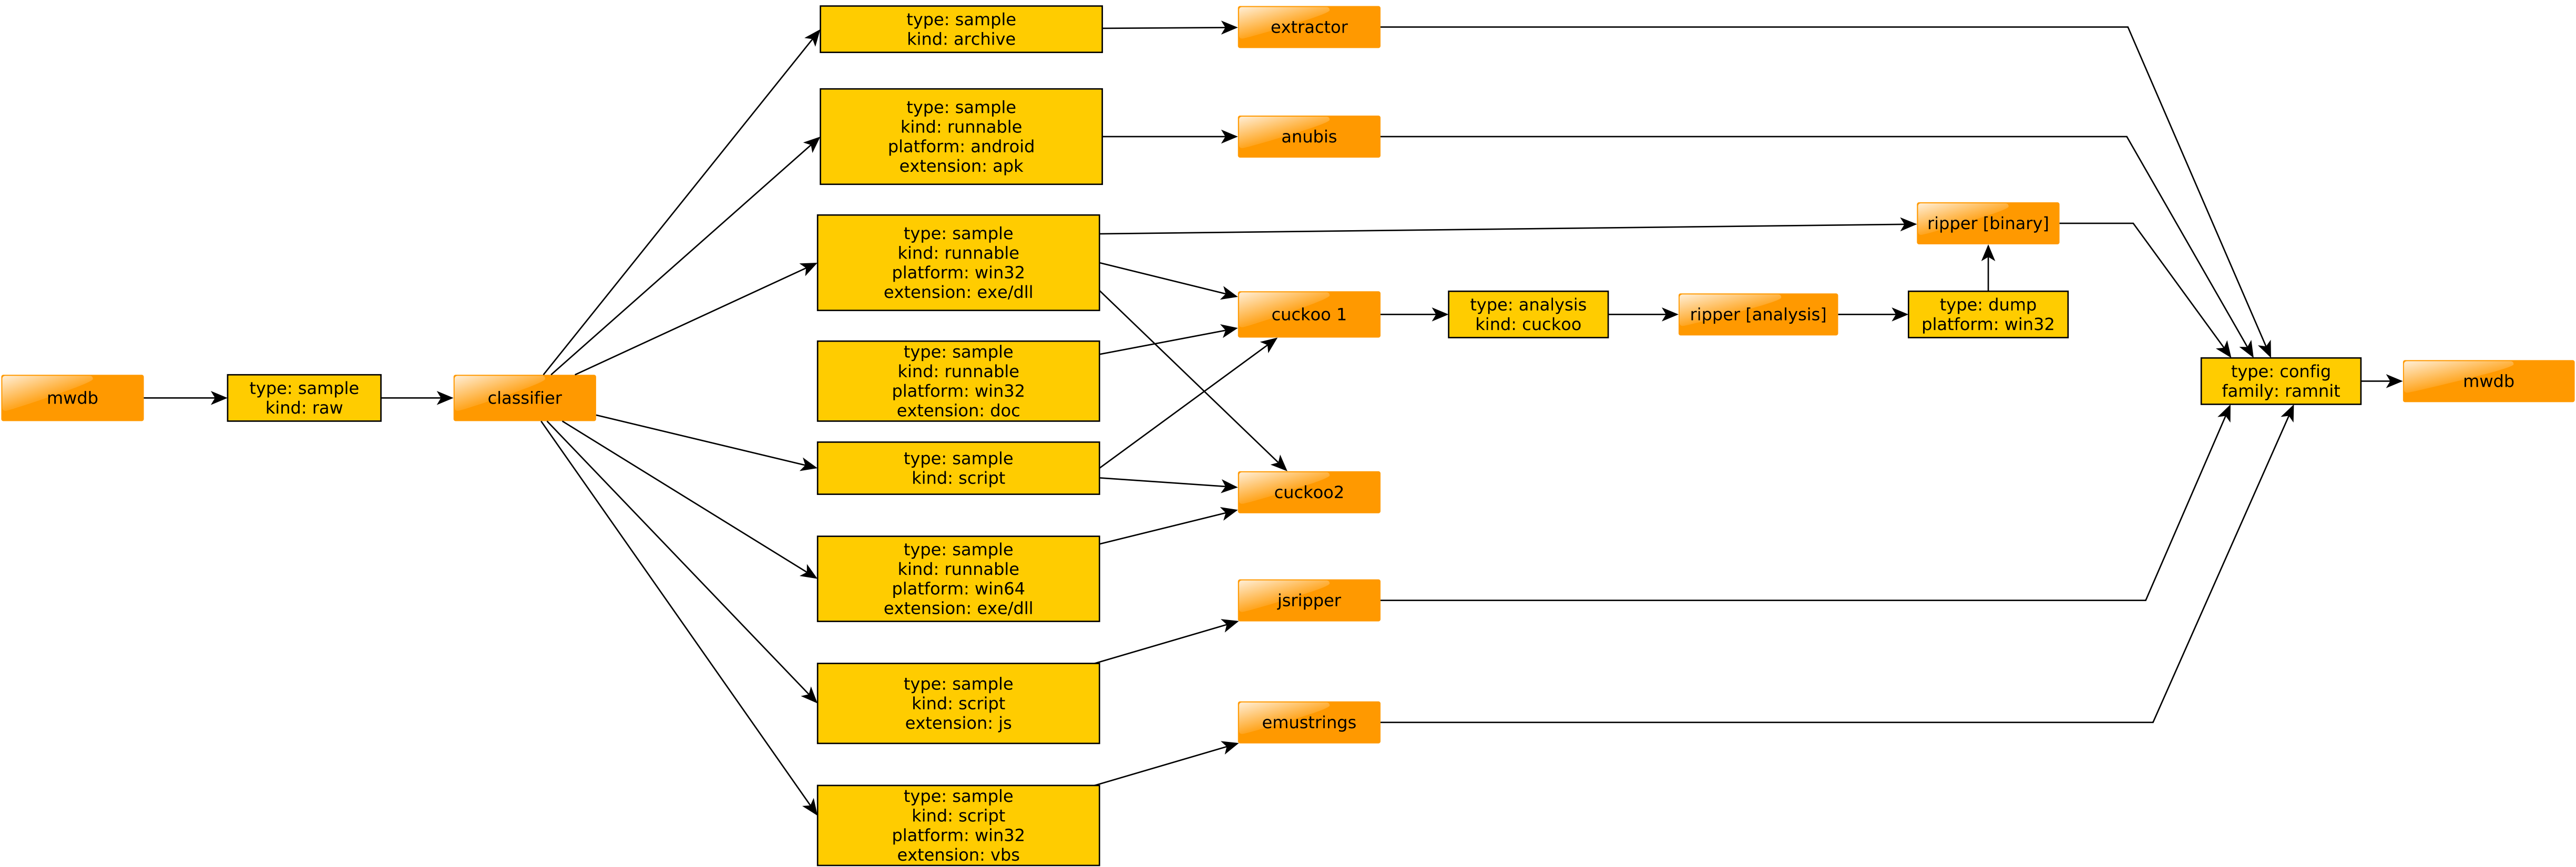 mwdb
type: sample
kind: raw
classifier
type: sample
kind: archive
type: sample
kind: runnable
platform: android
extension: apk
type: sample
kind: runnable
platform: win32
extension: exe/dll
type: sample
kind: runnable
platform: win32
extension: doc
type: sample
kind: script
type: sample
kind: runnable
platform: win64
extension: exe/dll
type: sample
kind: script
extension: js
type: sample
kind: script
platform: win32
extension: vbs
extractor
anubis
cuckoo 1
cuckoo2
jsripper
emustrings
type: analysis
kind: cuckoo
ripper [analysis]
type: dump
platform: win32
ripper [binary]
type: config
family: ramnit
mwdb